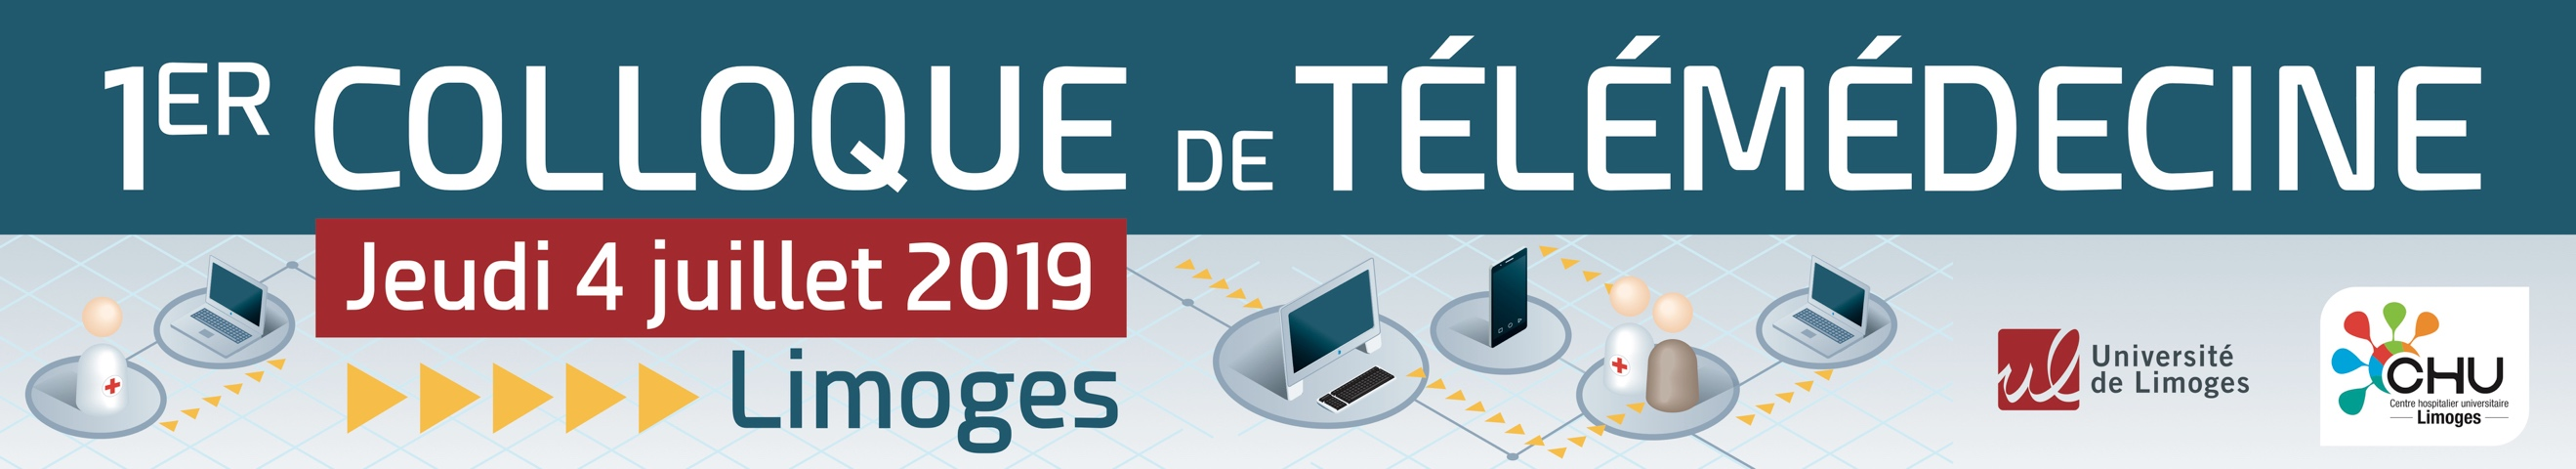 1ER COLLOQUE DE TÉLÉMÉDECINE
Jeudi 4 juillet 2019
Limoges
ul
Université
de Limoges
CHU
Centre hospitalier universitaire
Limoges